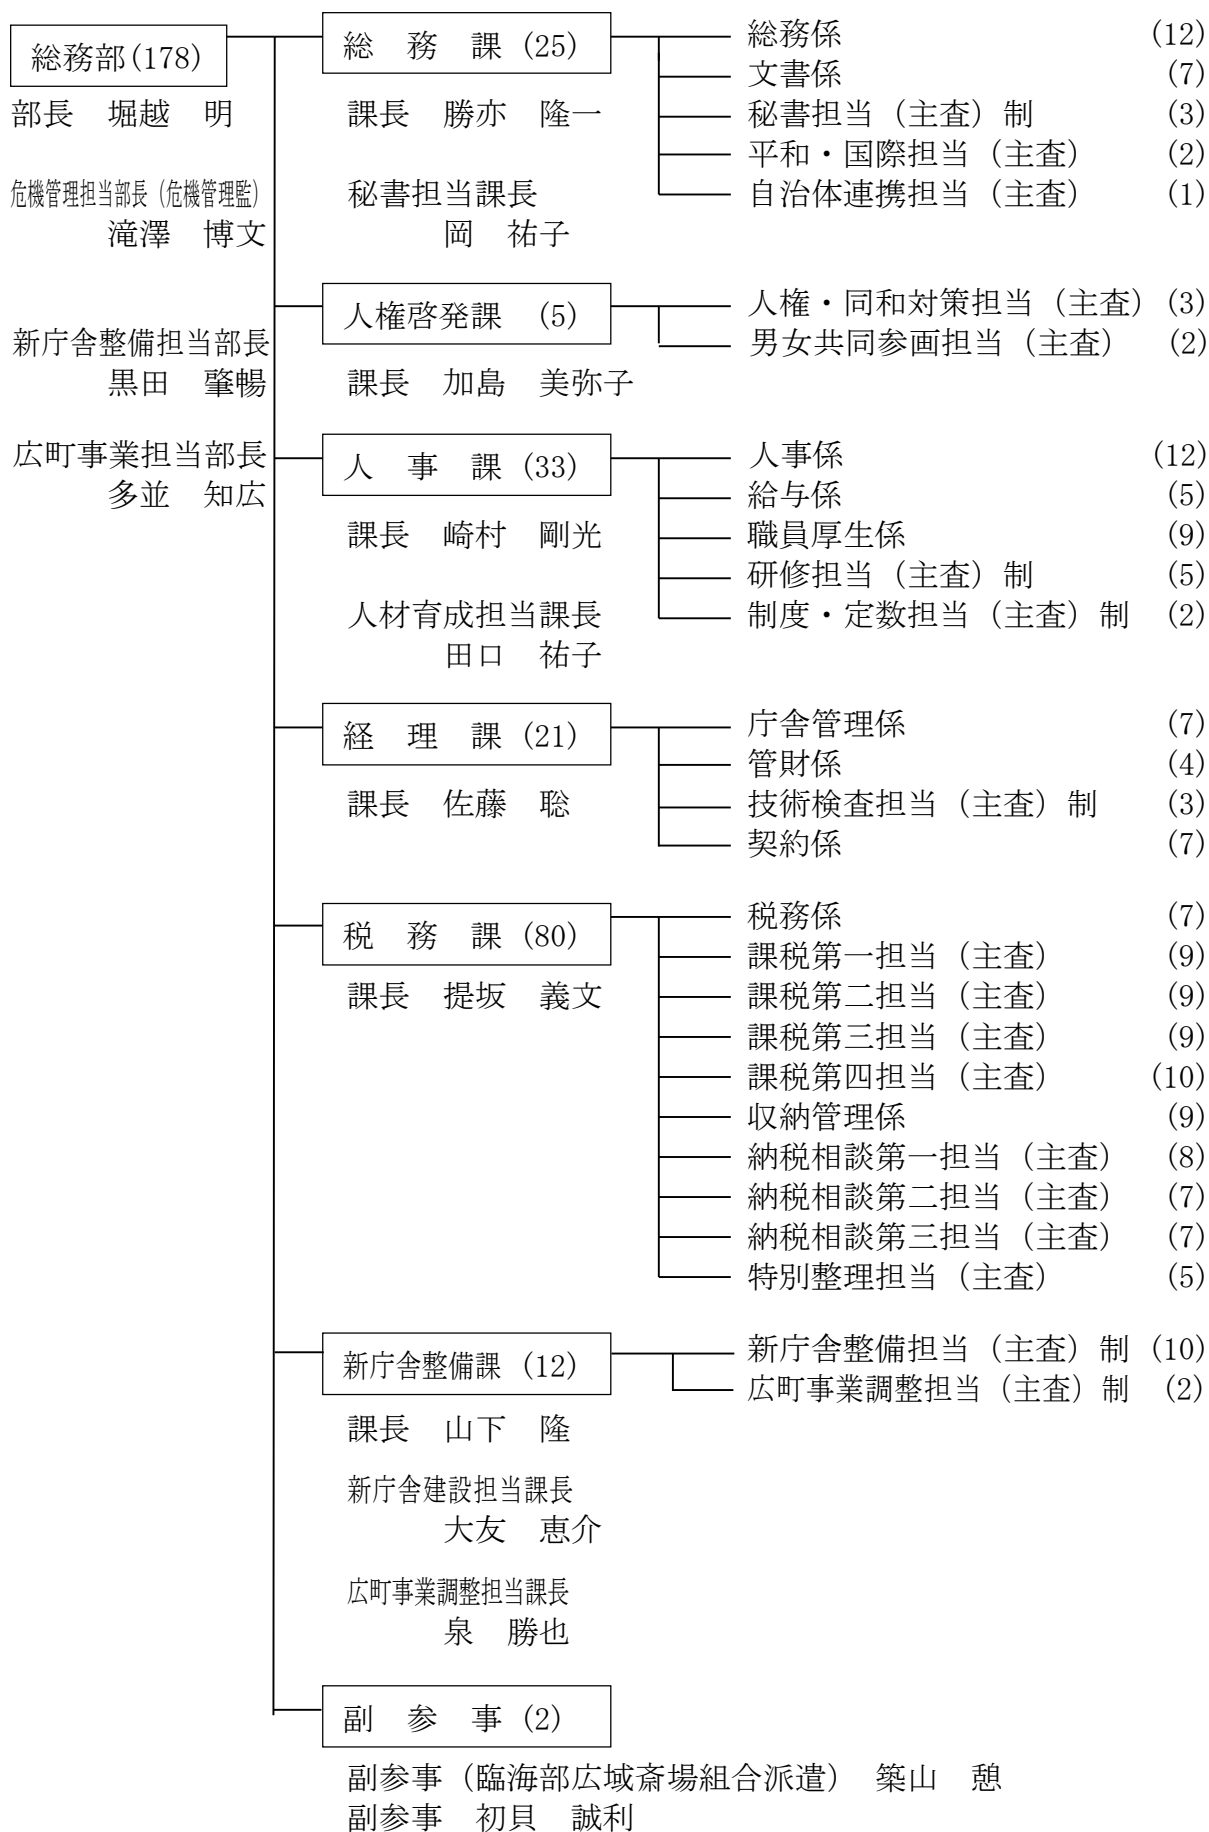 総務部(178)
部長　堀越　明
危機管理担当部長（危機管理監）
滝澤　博文
新庁舎整備担当部長
黒田　肇暢
広町事業担当部長
多並　知広
総　務　課 (25)
課長　勝亦　隆一
秘書担当課長
岡　祐子
総務係 (12)
文書係 (7)
秘書担当（主査）制 (3)
平和・国際担当（主査） (2)
自治体連携担当（主査） (1)
人権啓発課　(5)
課長　加島　美弥子
人権・同和対策担当（主査） (3)
男女共同参画担当（主査） (2)
人　事　課 (33)
課長　崎村　剛光
人材育成担当課長
田口　祐子
人事係 (12)
給与係 (5)
職員厚生係 (9)
研修担当（主査）制 (5)
制度・定数担当（主査）制 (2)
経　理　課 (21)
課長　佐藤　聡
庁舎管理係 (7)
管財係 (4)
技術検査担当（主査）制 (3)
契約係 (7)
税　務　課 (80)
課長　提坂　義文
税務係 (7)
課税第一担当（主査） (9)
課税第二担当（主査） (9)
課税第三担当（主査） (9)
課税第四担当（主査） (10)
収納管理係 (9)
納税相談第一担当（主査） (8)
納税相談第二担当（主査） (7)
納税相談第三担当（主査） (7)
特別整理担当（主査） (5)
新庁舎整備課 (12)
課長　山下　隆
新庁舎建設担当課長
大友　恵介
広町事業調整担当課長
泉　勝也
新庁舎整備担当（主査）制 (10)
広町事業調整担当（主査）制 (2)
副　参　事 (2)
副参事（臨海部広域斎場組合派遣）　築山　憩
副参事　初貝　誠利